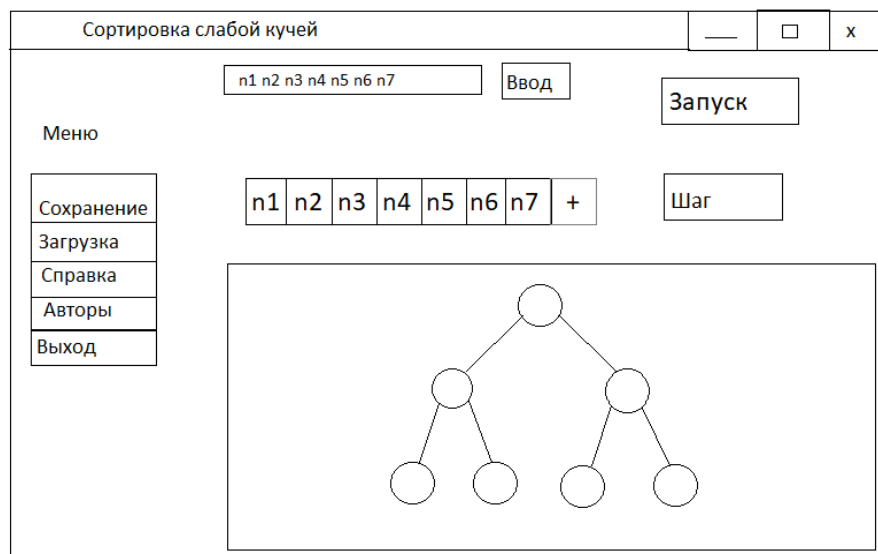 Сортировка слабой кучей
x
n1 n2 n3 n4 n5 n6 n7
Ввод
Запуск
Меню
n1 n2 n3 n4 n5 n6 n7 +
Шаг
Сохранение
Загрузка
Справка
Авторы
Выход